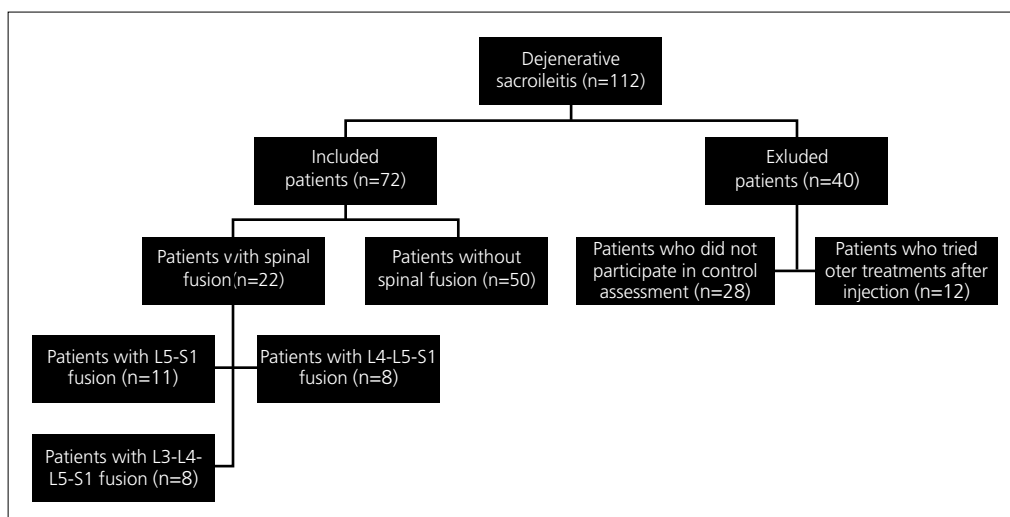 Dejenerative
sacroileitis (n=112)
Included
patients (n=72)
Exluded
patients (n=40)
Patients with spinal
fusion(n=22)
Patients without
spinal fusion (n=50)
Patients who did not
participate in control
assessment (n=28)
Patients who tried
oter treatments after
injection (n=12)
Patients with L5-S1
fusion (n=11)
Patients with L4-L5-S1
fusion (n=8)
Patients with L3-L4-
L5-S1 fusion (n=8)